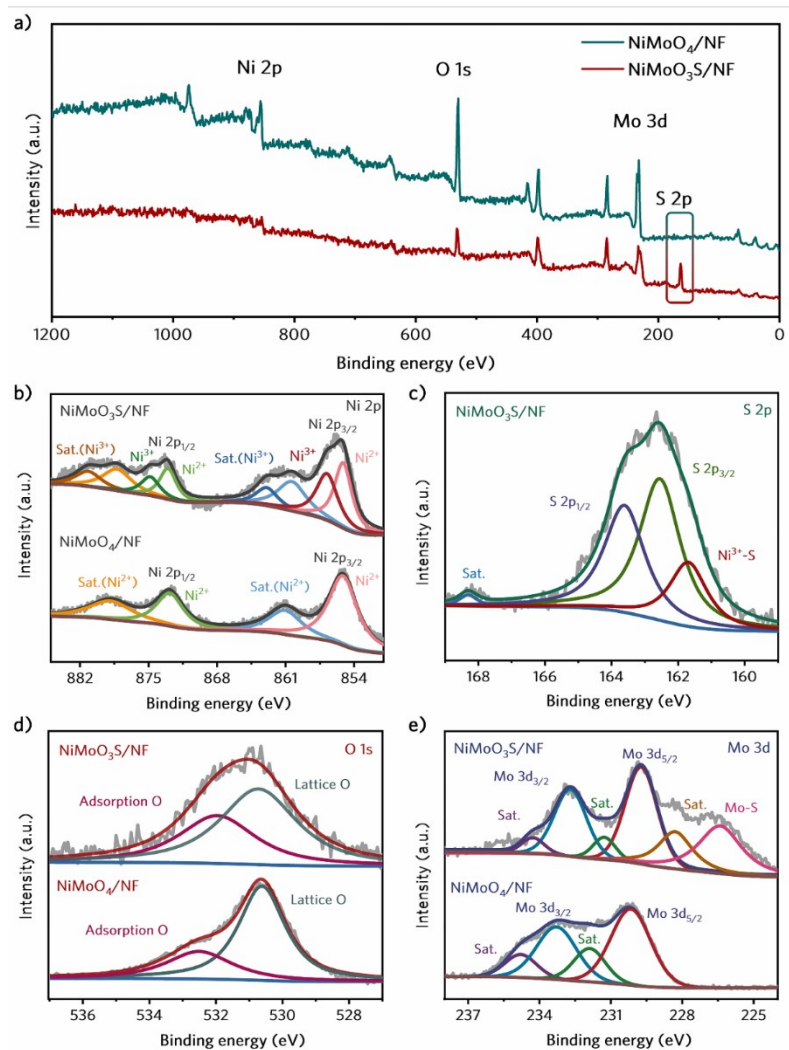 a)
NiMoO₄/NF
NiMoO₃S/NF
Ni 2p
O 1s
Mo 3d
S 2p
Intensity (a.u.)
1200 1000 800 600 400 200 0
Binding energy (eV)
b)
NiMoO₃S/NF
Ni 2p
Ni 2p₃/₂
Sat.(Ni³⁺)
Ni³⁺
Ni 2p₁/₂
Ni²⁺
Sat.(Ni³⁺)
Ni³⁺
Ni²⁺
NiMoO₄/NF
Sat.(Ni²⁺)
Ni 2p₁/₂
Ni²⁺
Sat.(Ni²⁺)
Ni 2p₃/₂
Ni²⁺
Intensity (a.u.)
882 875 868 861 854
Binding energy (eV)
c)
NiMoO₃S/NF
S 2p
S 2p₃/₂
S 2p₁/₂
Ni³⁺-S
Sat.
Intensity (a.u.)
168 166 164 162 160
Binding energy (eV)
d)
NiMoO₃S/NF
O 1s
Adsorption O
Lattice O
NiMoO₄/NF
Adsorption O
Lattice O
Intensity (a.u.)
536 534 532 530 528
Binding energy (eV)
e)
NiMoO₃S/NF
Mo 3d
Mo 3d₅/₂
Mo 3d₃/₂
Sat.
Sat.
Sat.
Mo-S
NiMoO₄/NF
Mo 3d₃/₂
Mo 3d₅/₂
Sat.
Sat.
Intensity (a.u.)
237 234 231 228 225
Binding energy (eV)